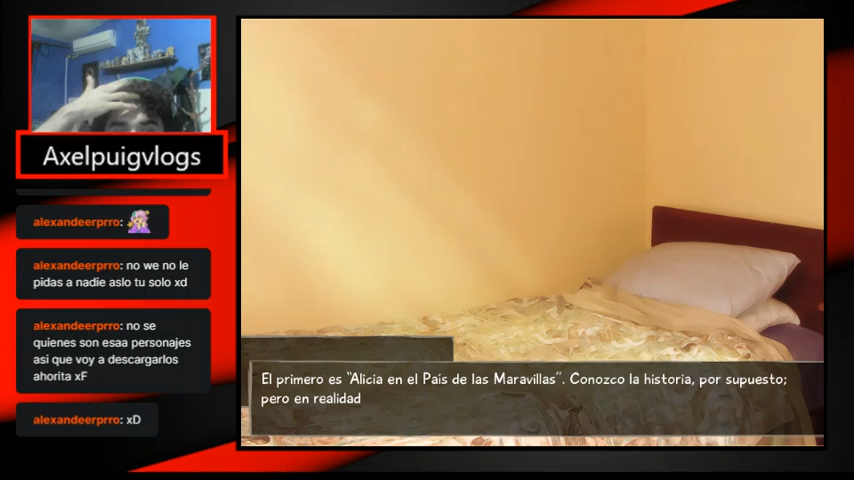 Axelpuigvlogs
alexandeerprro:
alexandeerprro: no we no le
pidas a nadie aslo tu solo xd
alexandeerprro: no se
quienes son esaa personajes
asi que voy a descargarlos
ahorita xF
alexandeerprro: xD
El primero es “Alicia en el País de las Maravillas”. Conozco la historia, por supuesto;
pero en realidad